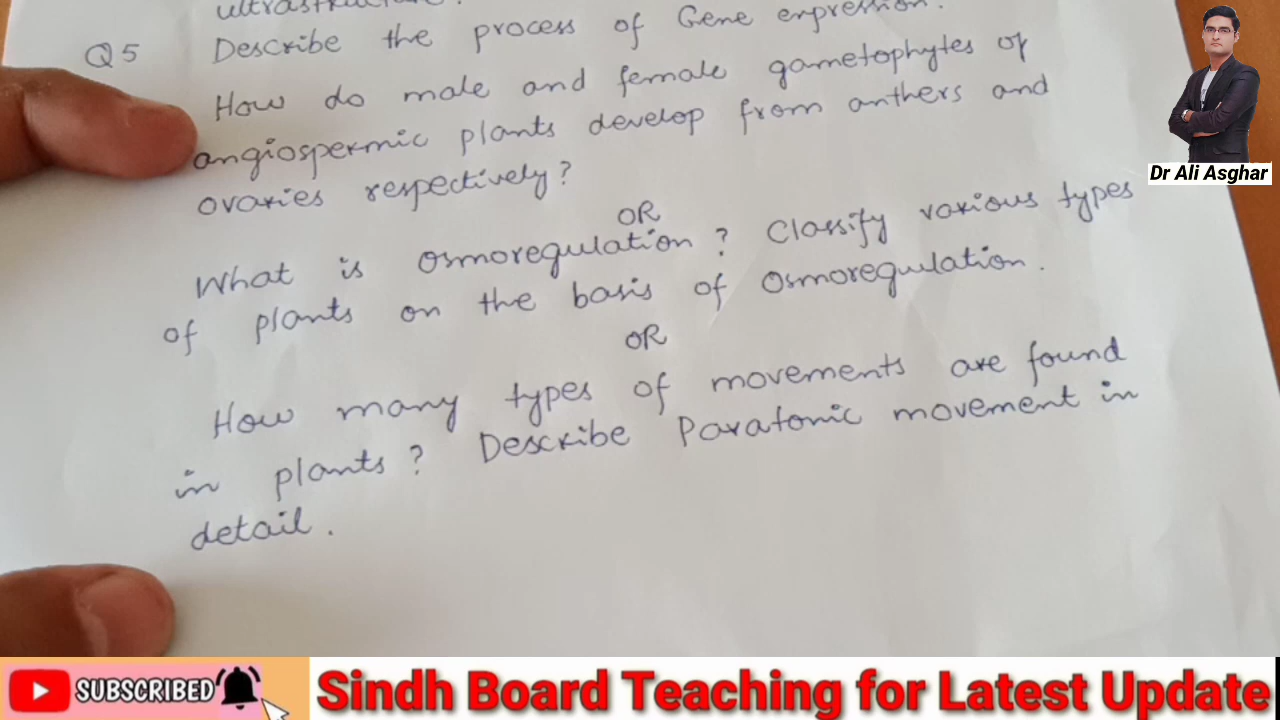 ultrastructure.
Q5 Describe the process of Gene expression.
How do male and female gametophytes of
angiospermic plants develop from anthers and
ovaries respectively?
OR
What is Osmoregulation? Classify various types
of plants on the basis of Osmoregulation.
OR
How many types of movements are found
in plants? Describe Paratonic movement in
detail.
Dr Ali Asghar
SUBSCRIBED
Sindh Board Teaching for Latest Update